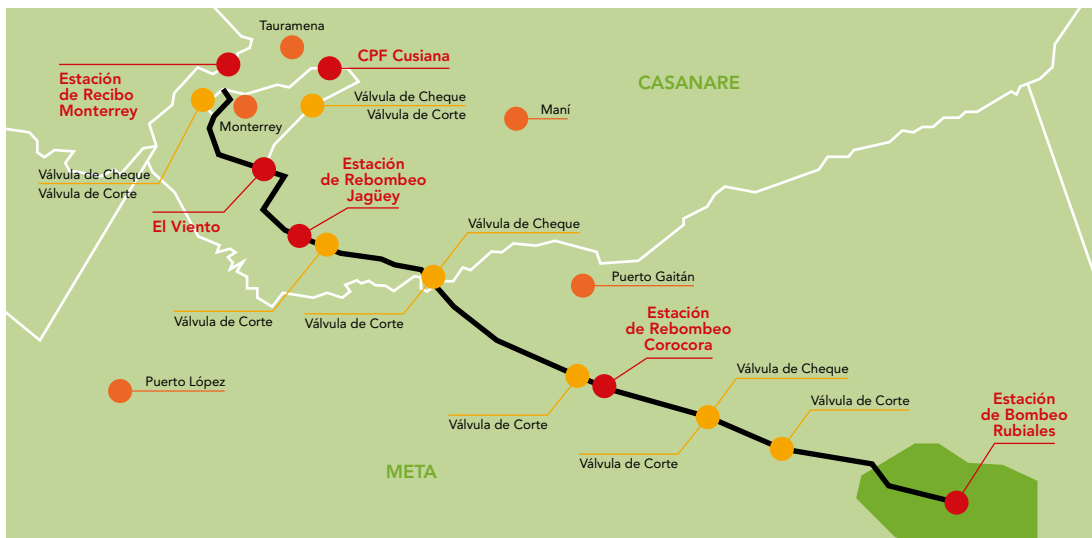 Tauramena
CPF Cusiana
Estación
de Recibo
Monterrey
CASANARE
Válvula de Cheque
Válvula de Corte
Maní
Monterrey
Válvula de Cheque
Válvula de Corte
Estación
de Rebombeo
Jagüey
El Viento
Válvula de Cheque
Puerto Gaitán
Válvula de Corte
Válvula de Corte
Estación
de Rebombeo
Corocora
Puerto López
Válvula de Cheque
Válvula de Corte
Estación
de Bombeo
Rubiales
Válvula de Corte
Válvula de Corte
META